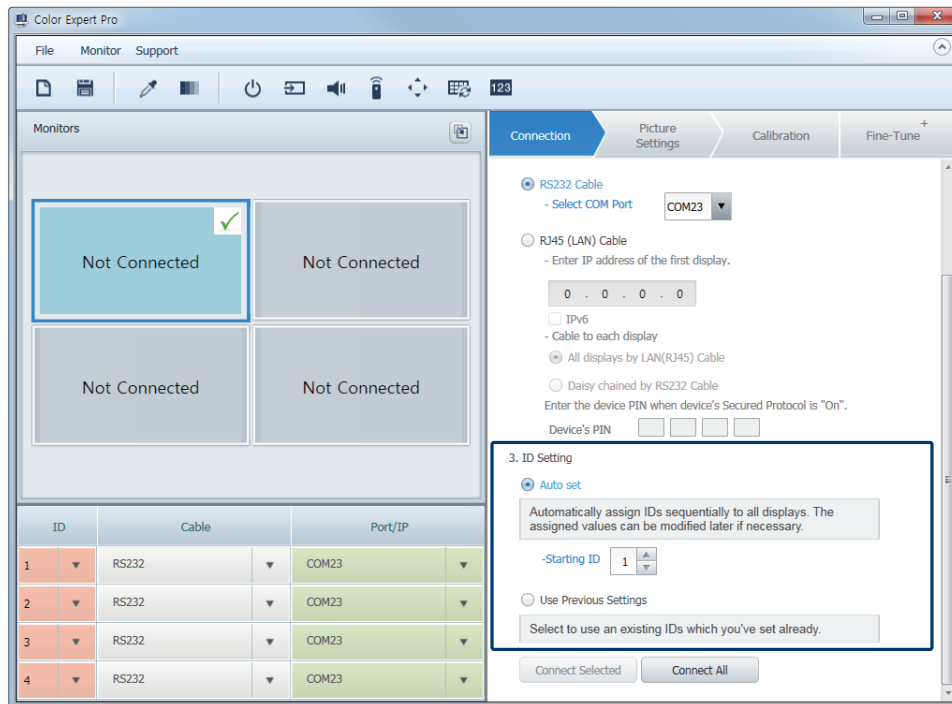 Color Expert Pro
File Monitor Support
123
Monitors
Connection
Picture
Settings
Calibration
Fine-Tune +
Not Connected
Not Connected
Not Connected
Not Connected
RS232 Cable
- Select COM Port COM23
RJ45 (LAN) Cable
- Enter IP address of the first display.
0 . 0 . 0 . 0
IPv6
- Cable to each display
All displays by LAN(RJ45) Cable
Daisy chained by RS232 Cable
Enter the device PIN when device's Secured Protocol is "On".
Device's PIN
3. ID Setting
Auto set
Automatically assign IDs sequentially to all displays. The
assigned values can be modified later if necessary.
-Starting ID 1
Use Previous Settings
Select to use an existing IDs which you've set already.
Connect Selected Connect All
ID Cable Port/IP
1 RS232 COM23
2 RS232 COM23
3 RS232 COM23
4 RS232 COM23